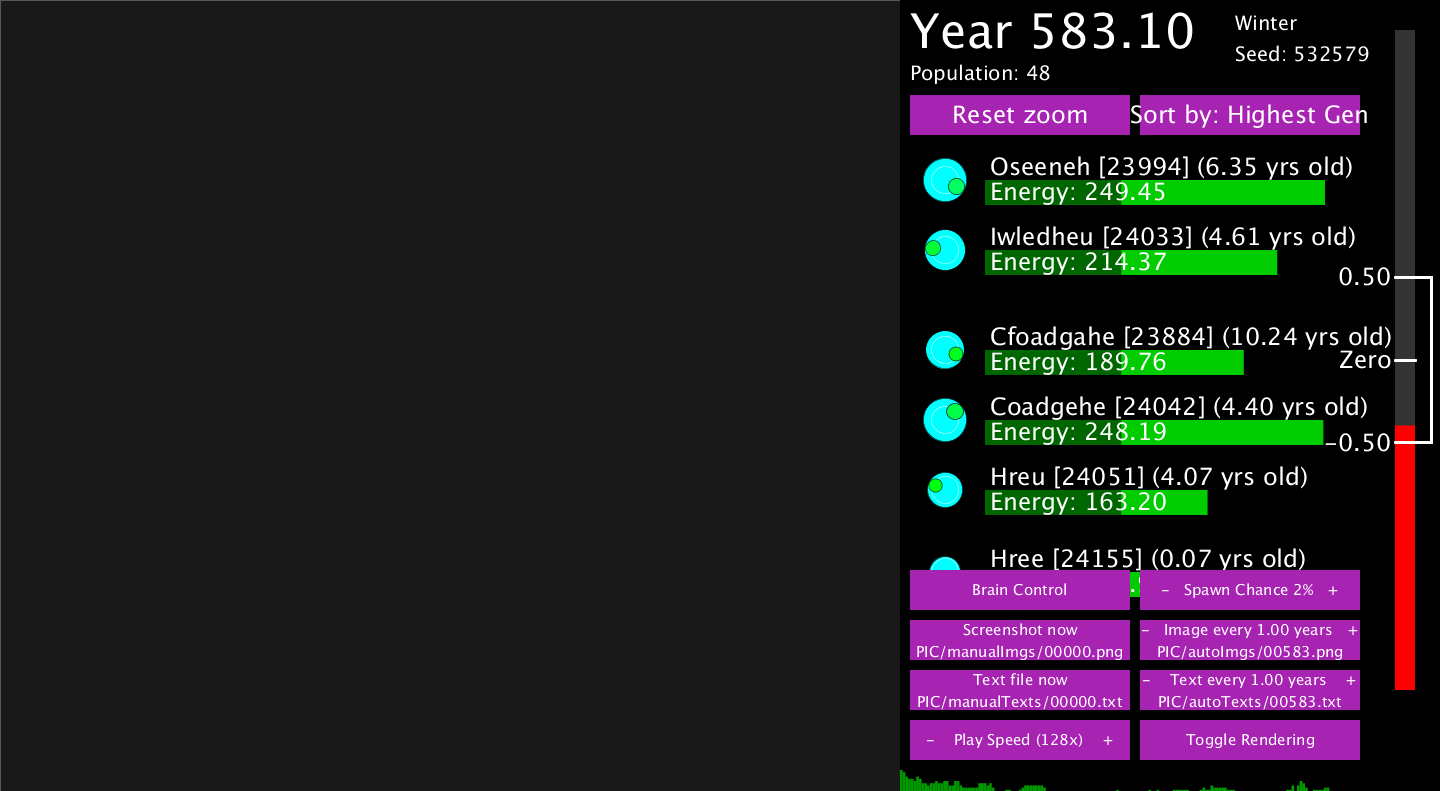 Year 583.10
Winter
Seed: 532579
Population: 48
Reset zoom
Sort by: Highest Gen
Oseeneh [23994] (6.35 yrs old)
Energy: 249.45
Iwledheu [24033] (4.61 yrs old)
Energy: 214.37
0.50
Cfoadgahe [23884] (10.24 yrs old)
Zero
Energy: 189.76
Coadgehe [24042] (4.40 yrs old)
Energy: 248.19
-0.50
Hreu [24051] (4.07 yrs old)
Energy: 163.20
Hree [24155] (0.07 yrs old)
Brain Control
- Spawn Chance 2% +
Screenshot now
PIC/manualImgs/00000.png
- Image every 1.00 years +
PIC/autoImgs/00583.png
Text file now
PIC/manualTexts/00000.txt
- Text every 1.00 years +
PIC/autoTexts/00583.txt
- Play Speed (128x) +
Toggle Rendering